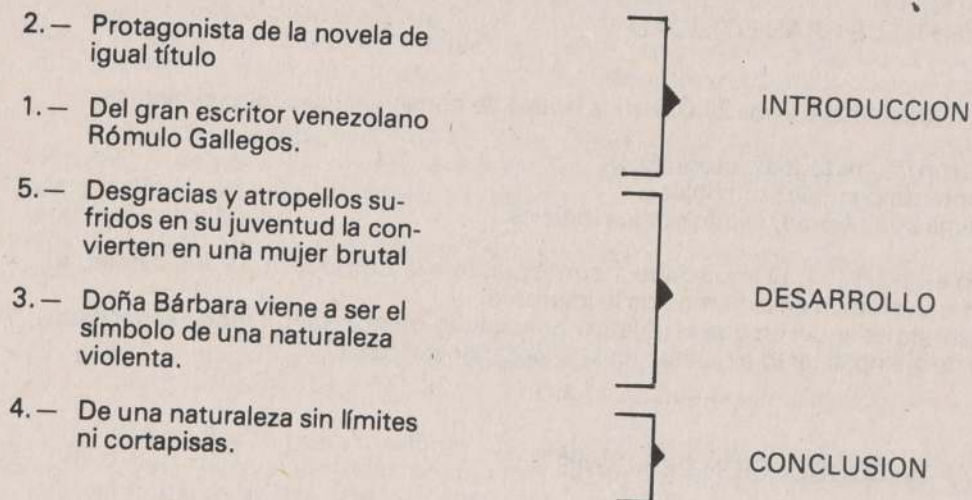 2.— Protagonista de la novela de
igual título
1.— Del gran escritor venezolano
Rómulo Gallegos.
INTRODUCCION
5.— Desgracias y atropellos su-
fridos en su juventud la con-
vierten en una mujer brutal
3.— Doña Bárbara viene a ser el
símbolo de una naturaleza
violenta.
DESARROLLO
4.— De una naturaleza sin límites
ni cortapisas.
CONCLUSION